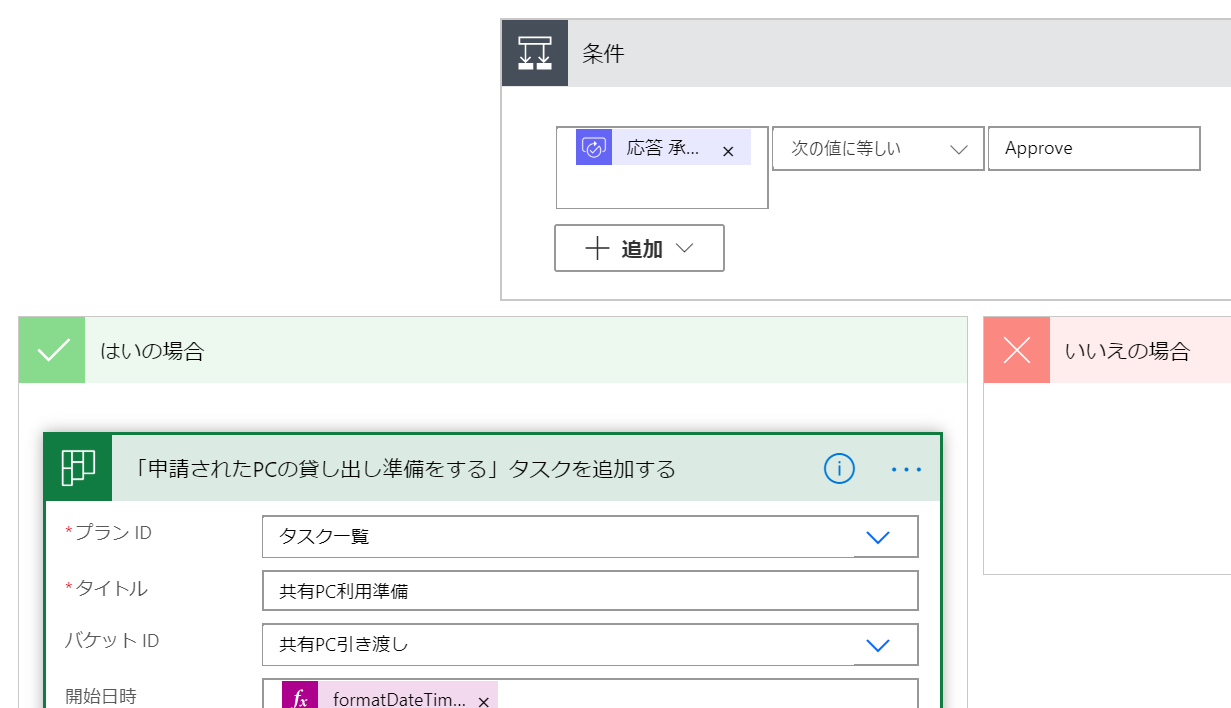 条件
応答 承... ×
次の値に等しい
Approve
追加
はいの場合
いいえの場合
「申請されたPCの貸し出し準備をする」タスクを追加する
*プラン ID
タスク一覧
*タイトル
共有PC利用準備
バケット ID
共有PC引き渡し
開始日時
fx formatDateTim... ×